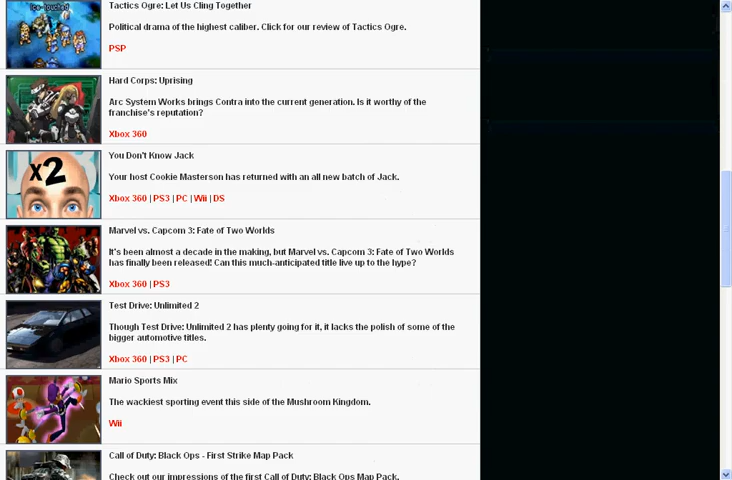 Ice-touched
Tactics Ogre: Let Us Cling Together
Political drama of the highest caliber. Click for our review of Tactics Ogre.
PSP
Hard Corps: Uprising
Arc System Works brings Contra into the current generation. Is it worthy of the
franchise's reputation?
Xbox 360
x2
You Don't Know Jack
Your host Cookie Masterson has returned with an all new batch of Jack.
Xbox 360 | PS3 | PC | Wii | DS
Marvel vs. Capcom 3: Fate of Two Worlds
It's been almost a decade in the making, but Marvel vs. Capcom 3: Fate of Two Worlds
has finally been released! Can this much-anticipated title live up to the hype?
Xbox 360 | PS3
Test Drive: Unlimited 2
Though Test Drive: Unlimited 2 has plenty going for it, it lacks the polish of some of the
bigger automotive titles.
Xbox 360 | PS3 | PC
Mario Sports Mix
The wackiest sporting event this side of the Mushroom Kingdom.
Wii
Call of Duty: Black Ops - First Strike Map Pack
Check out our impressions of the first Call of Duty: Black Ops Map Pack.